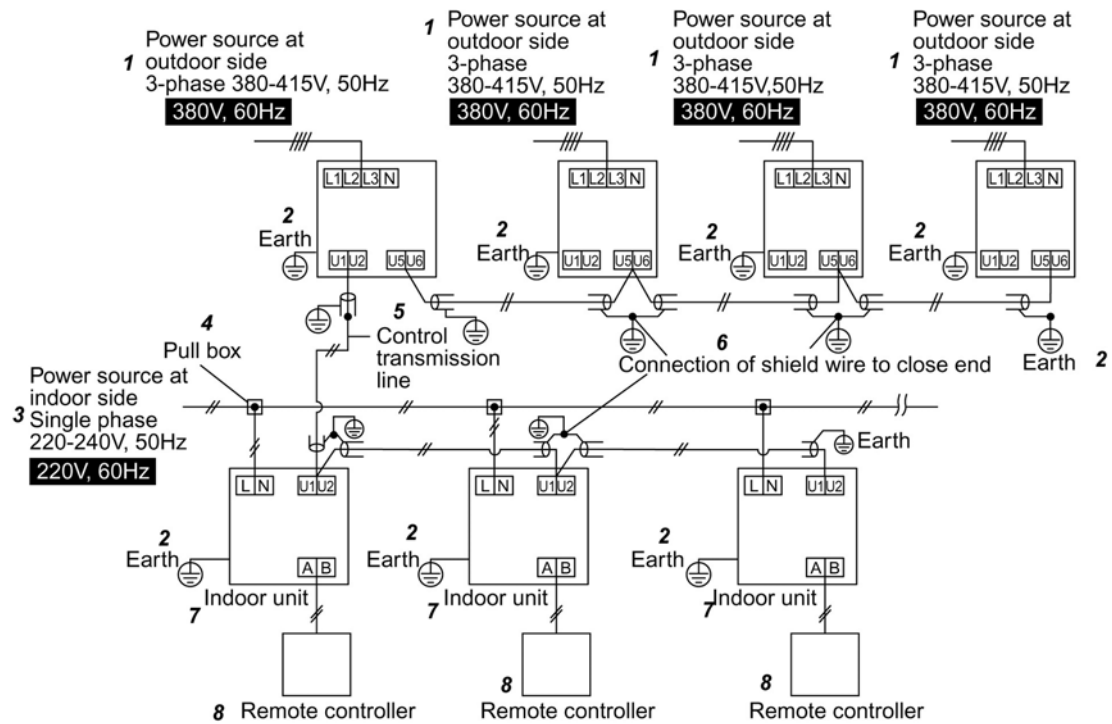 1 Power source at
outdoor side
3-phase 380-415V, 50Hz
380V, 60Hz
1 Power source at
outdoor side
3-phase
380-415V, 50Hz
380V, 60Hz
1 Power source at
outdoor side
3-phase
380-415V,50Hz
380V, 60Hz
1 Power source at
outdoor side
3-phase
380-415V, 50Hz
380V, 60Hz
L1 L2 L3 N
L1 L2 L3 N
L1 L2 L3 N
L1 L2 L3 N
2
Earth
2
Earth
2
Earth
2
Earth
U1 U2 U5 U6
U1 U2 U5 U6
U1 U2 U5 U6
U1 U2 U5 U6
4
Pull box
5
Control
transmission
line
6
Connection of shield wire to close end
Earth 2
3 Power source at
indoor side
Single phase
220-240V, 50Hz
220V, 60Hz
Earth
L N U1 U2
L N U1 U2
L N U1 U2
2
Earth
2
Earth
2
Earth
A B
A B
A B
7 Indoor unit
7 Indoor unit
7 Indoor unit
8 Remote controller
8
Remote controller
8
Remote controller